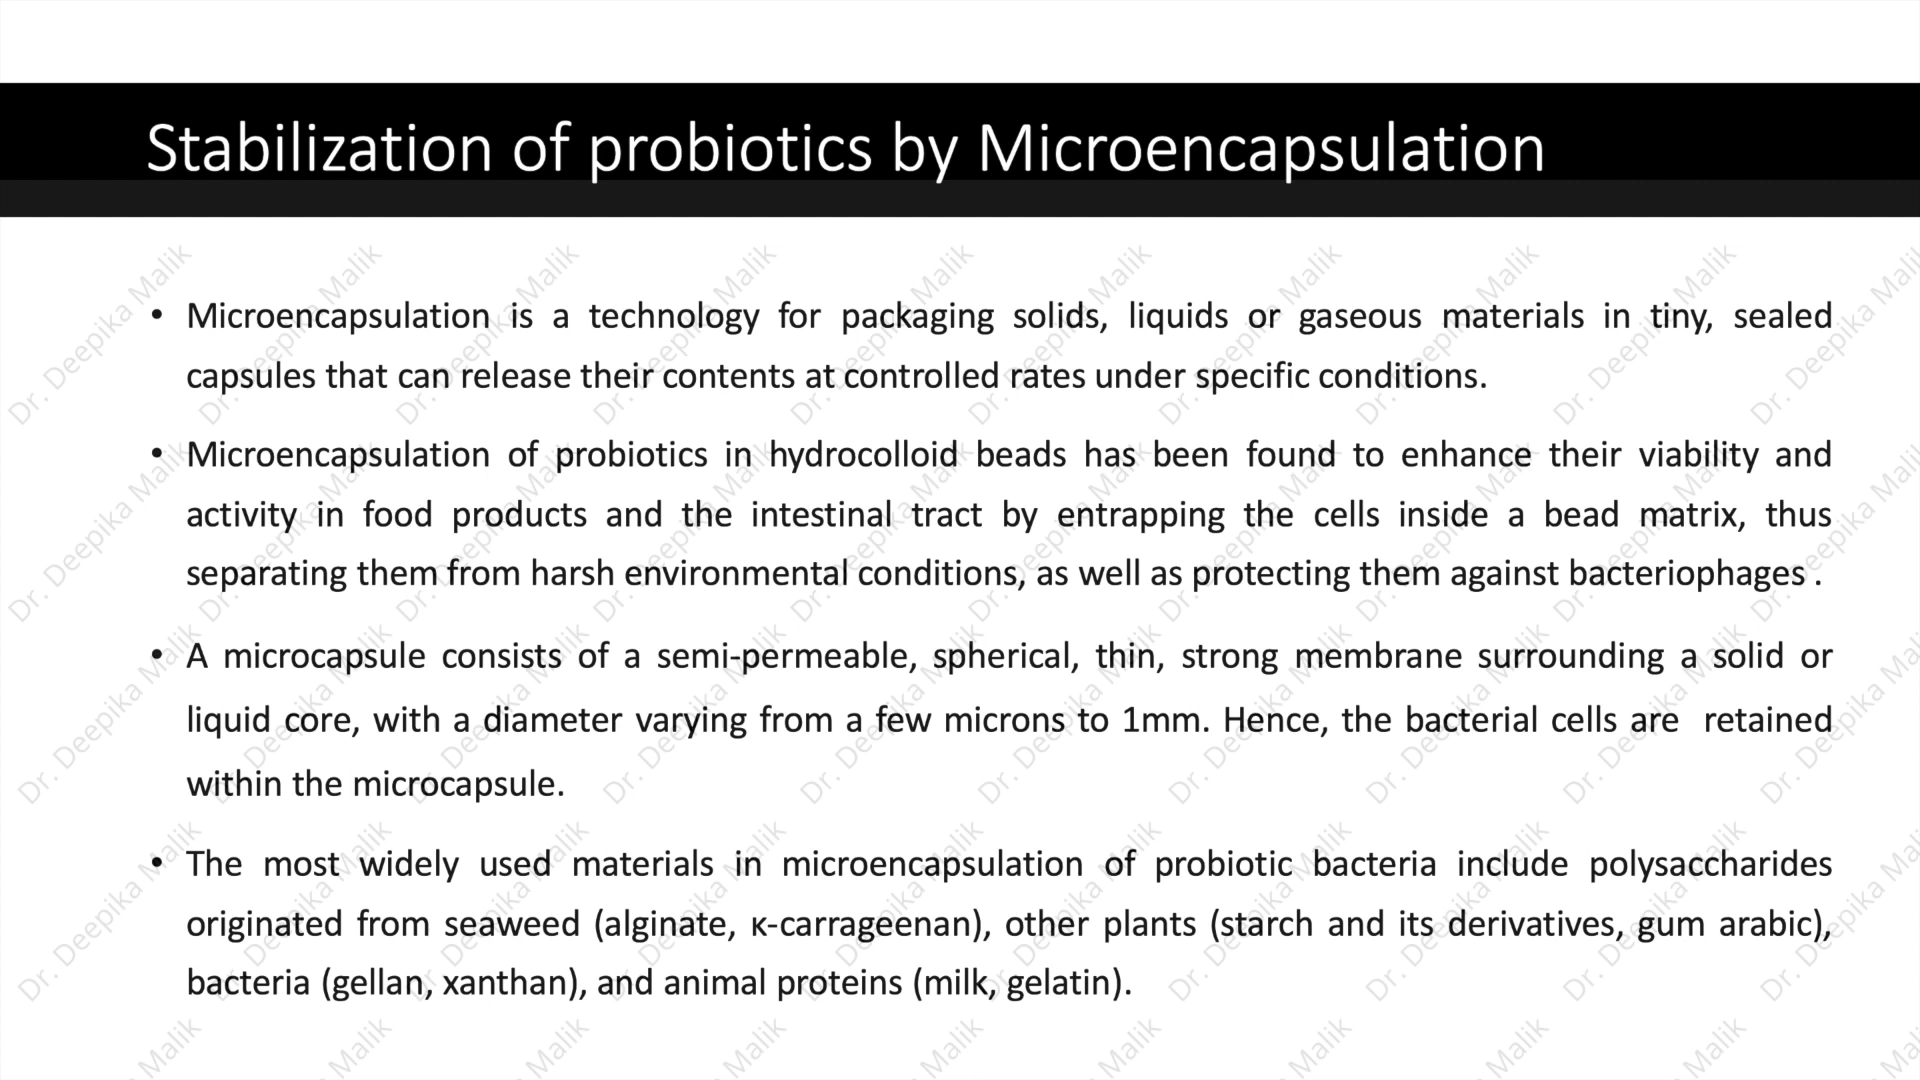 Stabilization of probiotics by Microencapsulation
• Microencapsulation is a technology for packaging solids, liquids or gaseous materials in tiny, sealed
capsules that can release their contents at controlled rates under specific conditions.
• Microencapsulation of probiotics in hydrocolloid beads has been found to enhance their viability and
activity in food products and the intestinal tract by entrapping the cells inside a bead matrix, thus
separating them from harsh environmental conditions, as well as protecting them against bacteriophages .
• A microcapsule consists of a semi-permeable, spherical, thin, strong membrane surrounding a solid or
liquid core, with a diameter varying from a few microns to 1mm. Hence, the bacterial cells are retained
within the microcapsule.
• The most widely used materials in microencapsulation of probiotic bacteria include polysaccharides
originated from seaweed (alginate, κ-carrageenan), other plants (starch and its derivatives, gum arabic),
bacteria (gellan, xanthan), and animal proteins (milk, gelatin).
Dr. Deepika Malik